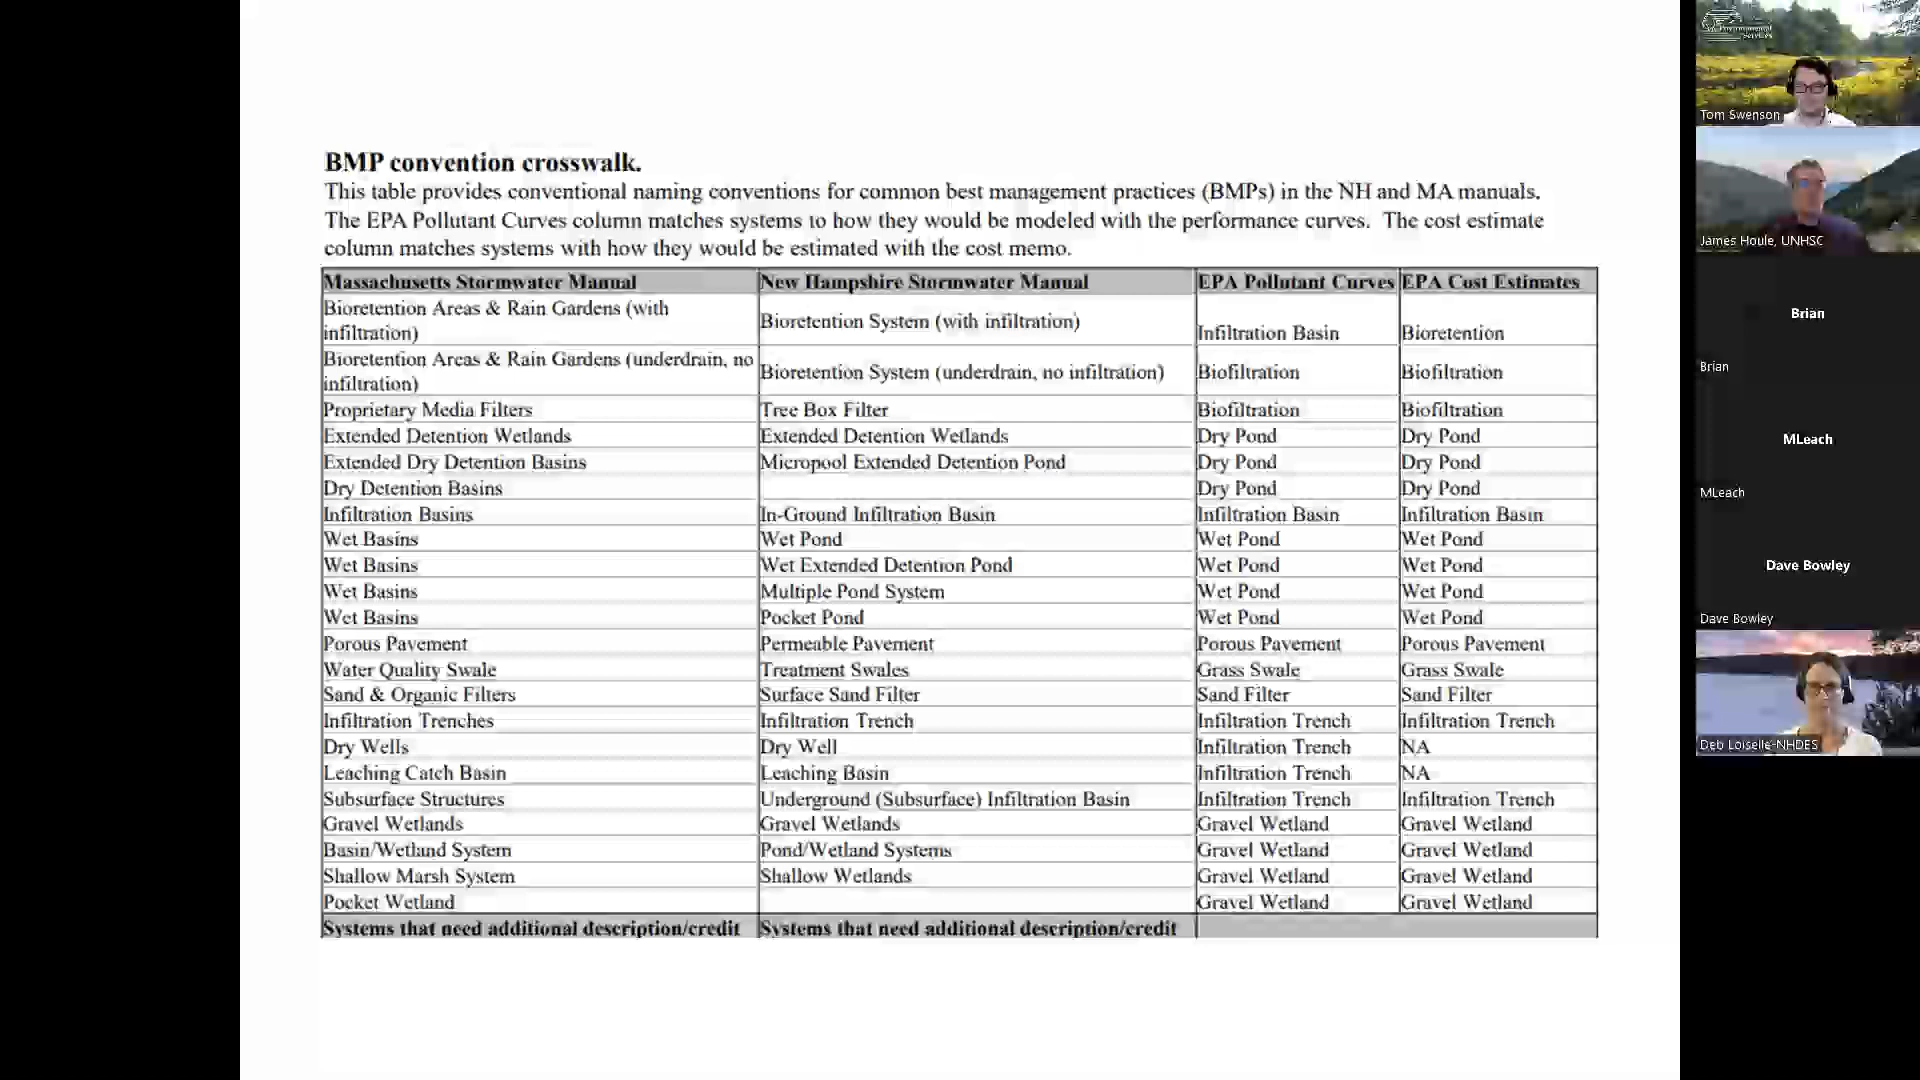 BMP convention crosswalk.
This table provides conventional naming conventions for common best management practices (BMPs) in the NH and MA manuals.
The EPA Pollutant Curves column matches systems to how they would be modeled with the performance curves. The cost estimate
column matches systems with how they would be estimated with the cost memo.
Massachusetts Stormwater Manual New Hampshire Stormwater Manual EPA Pollutant Curves EPA Cost Estimates
Bioretention Areas & Rain Gardens (with
infiltration) Bioretention System (with infiltration) Infiltration Basin Bioretention
Bioretention Areas & Rain Gardens (underdrain, no
infiltration) Bioretention System (underdrain, no infiltration) Biofiltration Biofiltration
Proprietary Media Filters Tree Box Filter Biofiltration Biofiltration
Extended Detention Wetlands Extended Detention Wetlands Dry Pond Dry Pond
Extended Dry Detention Basins Micropool Extended Detention Pond Dry Pond Dry Pond
Dry Detention Basins Dry Pond Dry Pond
Infiltration Basins In-Ground Infiltration Basin Infiltration Basin Infiltration Basin
Wet Basins Wet Pond Wet Pond Wet Pond
Wet Basins Wet Extended Detention Pond Wet Pond Wet Pond
Wet Basins Multiple Pond System Wet Pond Wet Pond
Wet Basins Pocket Pond Wet Pond Wet Pond
Porous Pavement Permeable Pavement Porous Pavement Porous Pavement
Water Quality Swale Treatment Swales Grass Swale Grass Swale
Sand & Organic Filters Surface Sand Filter Sand Filter Sand Filter
Infiltration Trenches Infiltration Trench Infiltration Trench Infiltration Trench
Dry Wells Dry Well Infiltration Trench NA
Leaching Catch Basin Leaching Basin Infiltration Trench NA
Subsurface Structures Underground (Subsurface) Infiltration Basin Infiltration Trench Infiltration Trench
Gravel Wetlands Gravel Wetlands Gravel Wetland Gravel Wetland
Basin/Wetland System Pond/Wetland Systems Gravel Wetland Gravel Wetland
Shallow Marsh System Shallow Wetlands Gravel Wetland Gravel Wetland
Pocket Wetland Gravel Wetland Gravel Wetland
Systems that need additional description/credit Systems that need additional description/credit
Environmental
Services
Tom Swenson
James Houle, UNHSC
Brian
Brian
MLeach
MLeach
Dave Bowley
Dave Bowley
Deb Loiselle-NHDES